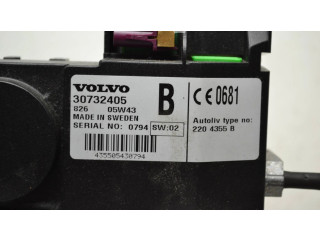 VOLVO
30732405
826 05W43
MADE IN SWEDEN
SERIAL NO: 0794 SW:02
435505430794
B
CE 0681
Autoliv type no:
220 4355 B